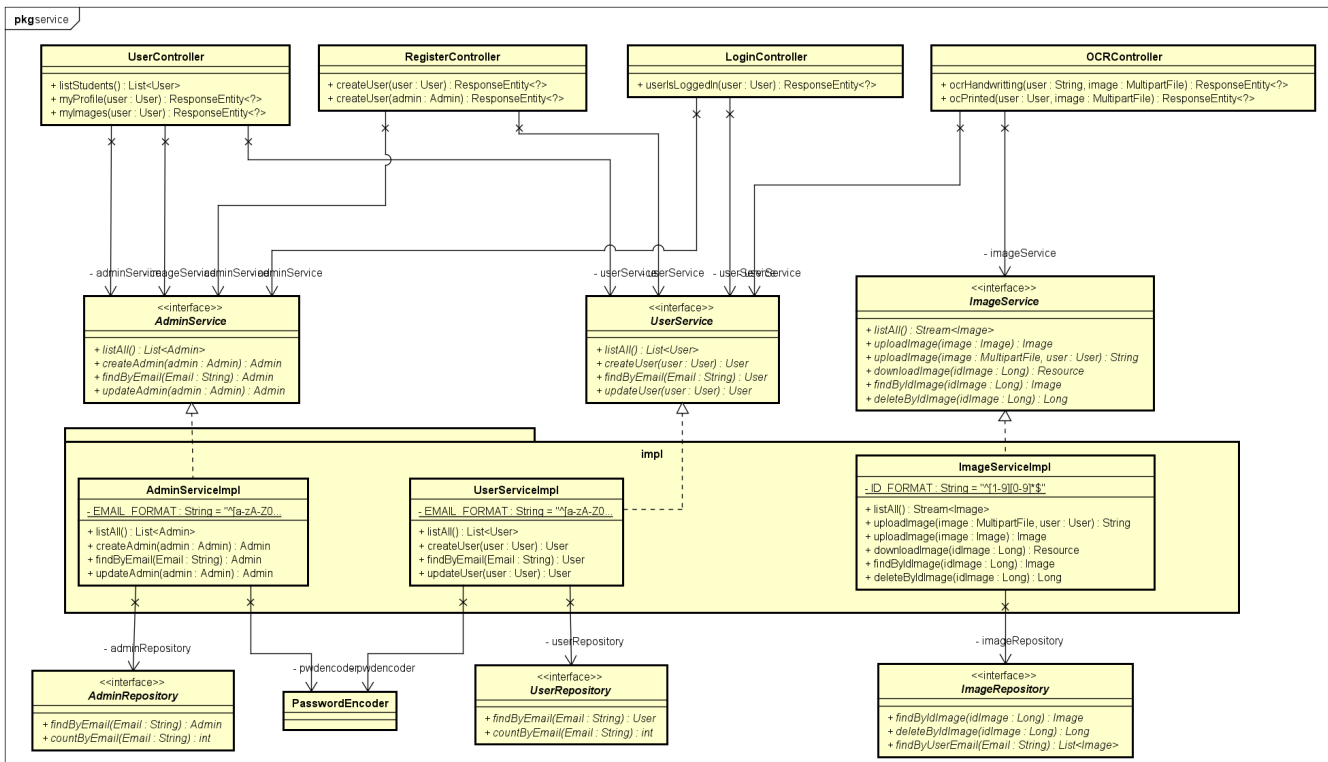 pkg service
UserController
+ listStudents() : List<User>
+ myProfile(user : User) : ResponseEntity<?>
+ myImages(user : User) : ResponseEntity<?>
RegisterController
+ createUser(user : User) : ResponseEntity<?>
+ createUser(admin : Admin) : ResponseEntity<?>
LoginController
+ userIsLoggedIn(user : User) : ResponseEntity<?>
OCRController
+ ocrHandwritting(user : String, image : MultipartFile) : ResponseEntity<?>
+ ocPrinted(user : User, image : MultipartFile) : ResponseEntity<?>
- adminService
imageService
- adminService
- adminService
- userService
- userService
- userService
- userService
- imageService
<<interface>>
AdminService
+ listAll() : List<Admin>
+ createAdmin(admin : Admin) : Admin
+ findByEmail(Email : String) : Admin
+ updateAdmin(admin : Admin) : Admin
<<interface>>
UserService
+ listAll() : List<User>
+ createUser(user : User) : User
+ findByEmail(Email : String) : User
+ updateUser(user : User) : User
<<interface>>
ImageService
+ listAll() : Stream<Image>
+ uploadImage(image : Image) : Image
+ uploadImage(image : MultipartFile, user : User) : String
+ downloadImage(idImage : Long) : Resource
+ findByIdImage(idImage : Long) : Image
+ deleteByIdImage(idImage : Long) : Long
impl
AdminServiceImpl
- EMAIL_FORMAT : String = "^[a-zA-Z0...
+ listAll() : List<Admin>
+ createAdmin(admin : Admin) : Admin
+ findByEmail(Email : String) : Admin
+ updateAdmin(admin : Admin) : Admin
UserServiceImpl
- EMAIL_FORMAT : String = "^[a-zA-Z0...
+ listAll() : List<User>
+ createUser(user : User) : User
+ findByEmail(Email : String) : User
+ updateUser(user : User) : User
ImageServiceImpl
- ID_FORMAT : String = "^[1-9][0-9]*$"
+ listAll() : Stream<Image>
+ uploadImage(image : MultipartFile, user : User) : String
+ uploadImage(image : Image) : Image
+ downloadImage(idImage : Long) : Resource
+ findByIdImage(idImage : Long) : Image
+ deleteByIdImage(idImage : Long) : Long
- adminRepository
- pwdencoder
- pwdencoder
- userRepository
- imageRepository
<<interface>>
AdminRepository
+ findByEmail(Email : String) : Admin
+ countByEmail(Email : String) : int
PasswordEncoder
<<interface>>
UserRepository
+ findByEmail(Email : String) : User
+ countByEmail(Email : String) : int
<<interface>>
ImageRepository
+ findByIdImage(idImage : Long) : Image
+ deleteByIdImage(idImage : Long) : Long
+ findByUserEmail(Email : String) : List<Image>